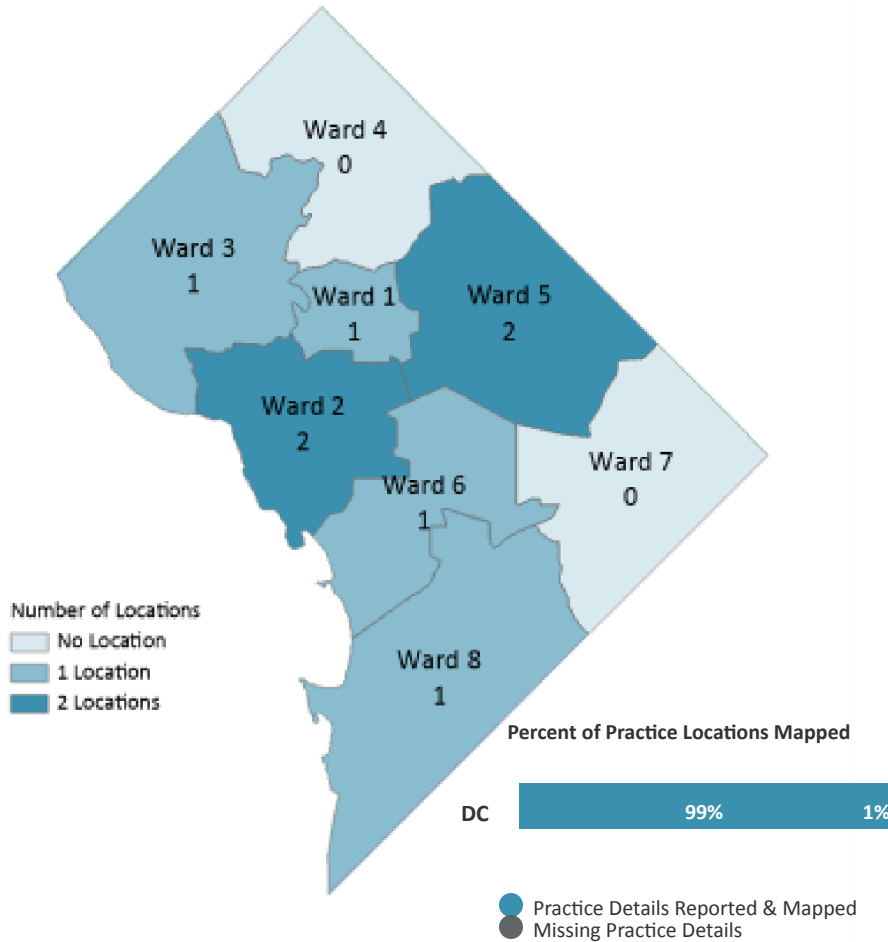 Ward 4
0
Ward 3
1
Ward 1
1
Ward 5
2
Ward 2
2
Ward 7
0
Ward 6
1
Number of Locations
No Location
1 Location
2 Locations
Ward 8
1
Percent of Practice Locations Mapped
DC
99%
1%
Practice Details Reported & Mapped
Missing Practice Details